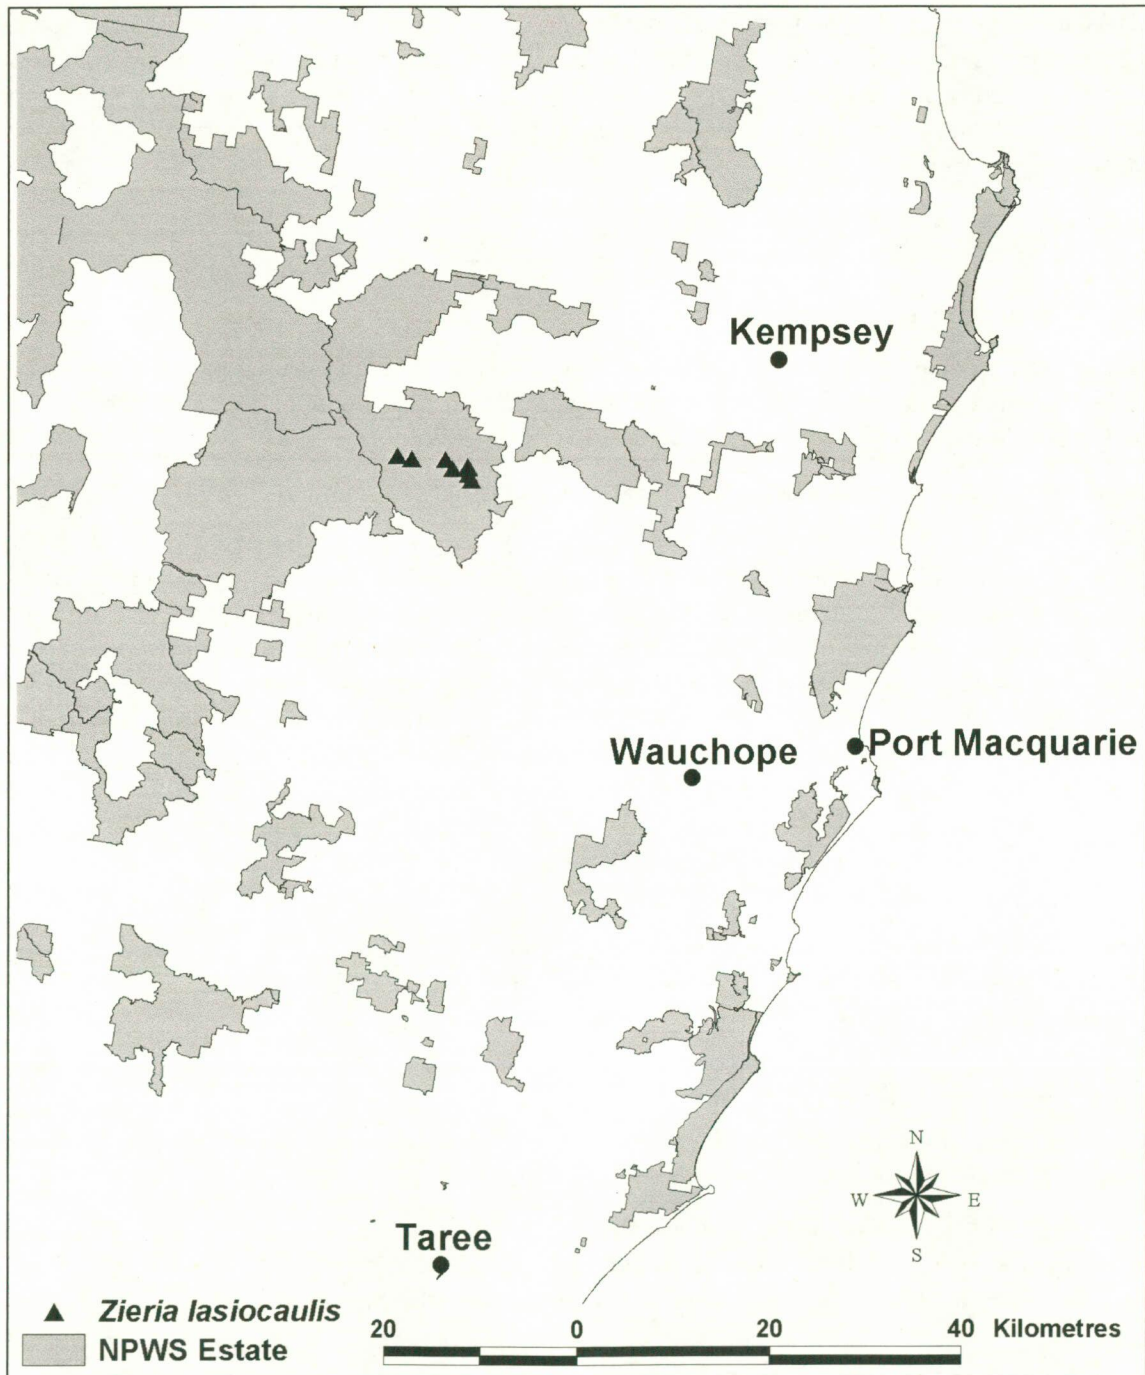 Kempsey
Wauchope
Port Macquarie
N
W E
S
Taree
Zieria lasiocaulis
NPWS Estate
20 0 20 40 Kilometres